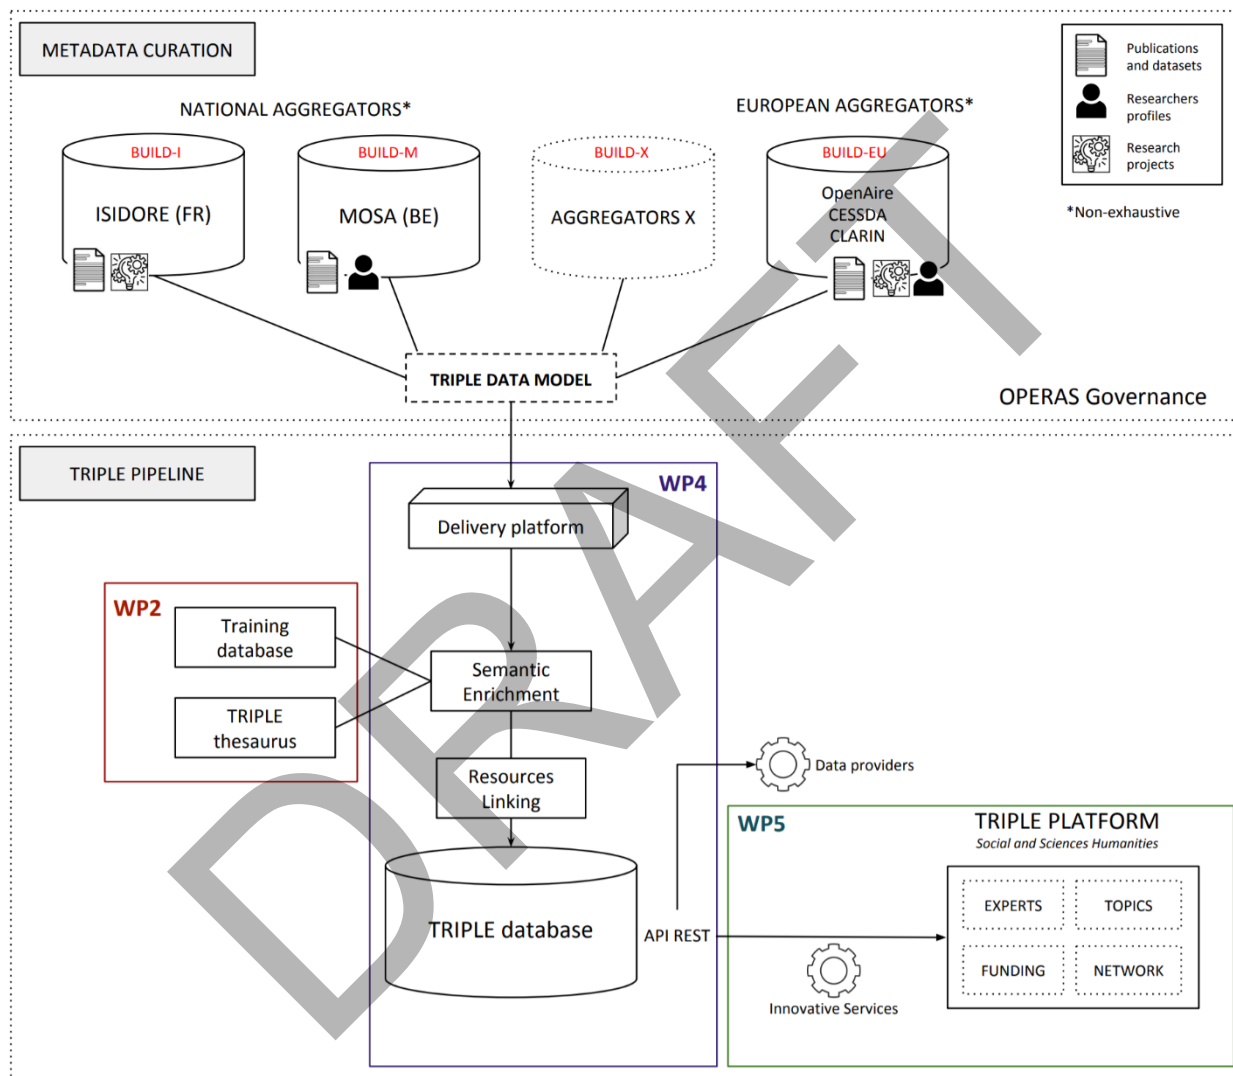 METADATA CURATION
Publications
and datasets
Researchers
profiles
Research
projects
*Non-exhaustive
NATIONAL AGGREGATORS*
EUROPEAN AGGREGATORS*
BUILD-I
ISIDORE (FR)
BUILD-M
MOSA (BE)
BUILD-X
AGGREGATORS X
BUILD-EU
OpenAire
CESSDA
CLARIN
TRIPLE DATA MODEL
OPERAS Governance
TRIPLE PIPELINE
WP4
Delivery platform
WP2
Training
database
TRIPLE
thesaurus
Semantic
Enrichment
Resources
Linking
TRIPLE database
API REST
Data providers
WP5
TRIPLE PLATFORM
Social and Sciences Humanities
EXPERTS
TOPICS
FUNDING
NETWORK
Innovative Services
DRAFT